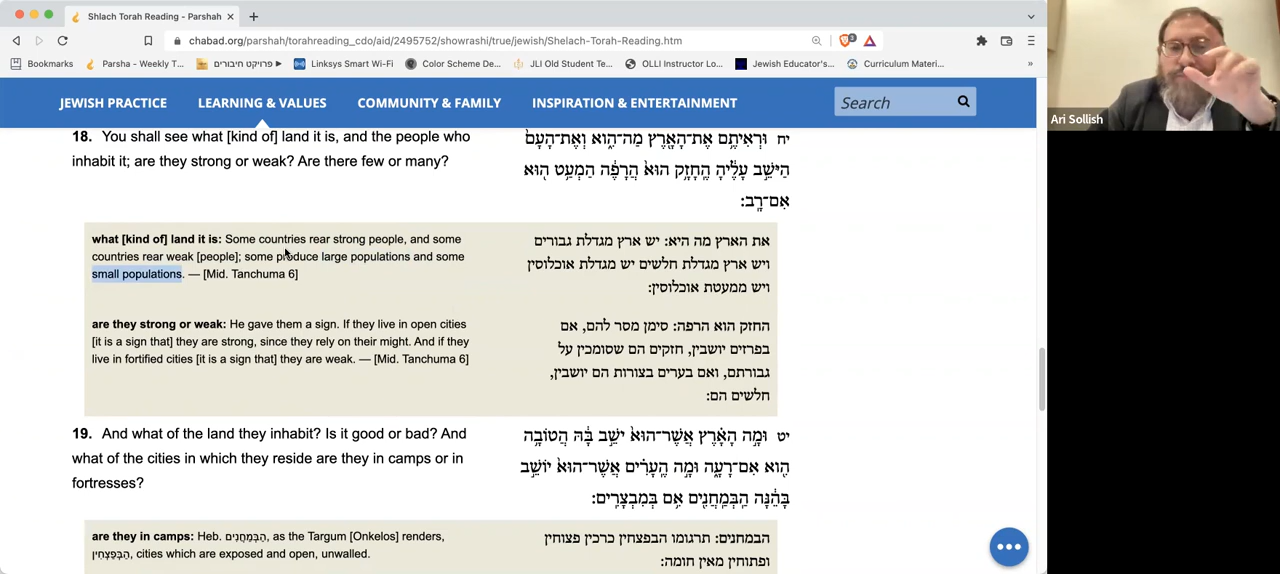 Shlach Torah Reading - Parshah
chabad.org/parshah/torahreading_cdo/aid/2495752/showrashi/true/jewish/Shelach-Torah-Reading.htm
Bookmarks Parsha - Weekly T... פרויקט חיבורים Linksys Smart Wi-Fi Color Scheme De... JLI Old Student Te... OLLI Instructor Lo... Jewish Educator's... Curriculum Materi...
JEWISH PRACTICE LEARNING & VALUES COMMUNITY & FAMILY INSPIRATION & ENTERTAINMENT Search
Ari Sollish
18. You shall see what [kind of] land it is, and the people who
inhabit it; are they strong or weak? Are there few or many?
יח וּרְאִיתֶ֥ם אֶת־הָאָ֖רֶץ מַה־הִ֑וא וְאֶת־הָעָם֙
הַיּשֵׁ֣ב עָלֶ֔יהָ הֶֽחָזָ֥ק הוּא֙ הֲרָפֶ֔ה הַמְעַ֥ט ה֖וּא
אִם־רָֽב:
what [kind of] land it is: Some countries rear strong people, and some
countries rear weak [people]; some produce large populations and some
small populations. — [Mid. Tanchuma 6]
את הארץ מה היא: יש ארץ מגדלת גבורים
ויש ארץ מגדלת חלשים יש מגדלת אוכלוסין
ויש ממעטת אוכלוסין:
are they strong or weak: He gave them a sign. If they live in open cities
[it is a sign that] they are strong, since they rely on their might. And if they
live in fortified cities [it is a sign that] they are weak. — [Mid. Tanchuma 6]
החזק הוא הרפה: סימן מסר להם, אם
בפרזים יושבין, חזקים הם שסומכין על
גבורתם, ואם בערים בצורות הם יושבין,
חלשים הם:
19. And what of the land they inhabit? Is it good or bad? And
what of the cities in which they reside are they in camps or in
fortresses?
יט וּמָ֣ה הָאָ֗רֶץ אֲשֶׁר־הוּא֙ ישֵׁ֣ב בָּ֔הּ הֲטוֹבָ֥ה
הִ֖וא אִם־רָעָ֑ה וּמָ֣ה הֶֽעָרִ֗ים אֲשֶׁר־הוּא֙ יוֹשֵׁ֣ב
בָּהֵ֔נָּה הַבְּמַֽחֲנִ֖ים אִ֥ם בְּמִבְצָרִֽים:
are they in camps: Heb. הַבְּמַחֲנִים, as the Targum [Onkelos] renders,
הַבְּפַצְחִין, cities which are exposed and open, unwalled.
הבמחנים: תרגומו הבפצחין כרכין פצוחין
ופתוחין מאין חומה: